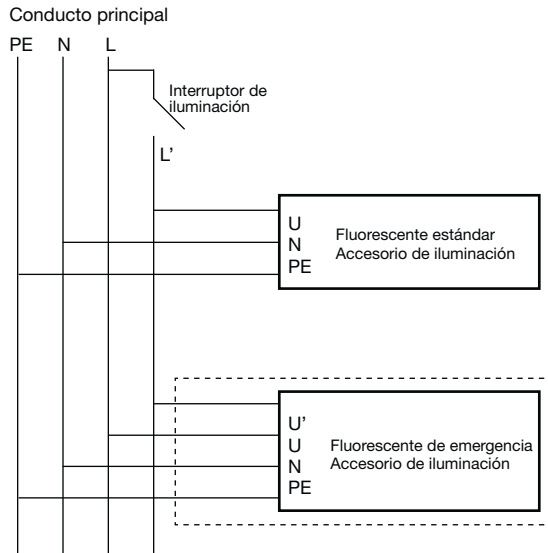 Conducto principal
PE N L
Interruptor de
iluminación
L'
U
N
PE
Fluorescente estándar
Accesorio de iluminación
U'
U
N
PE
Fluorescente de emergencia
Accesorio de iluminación